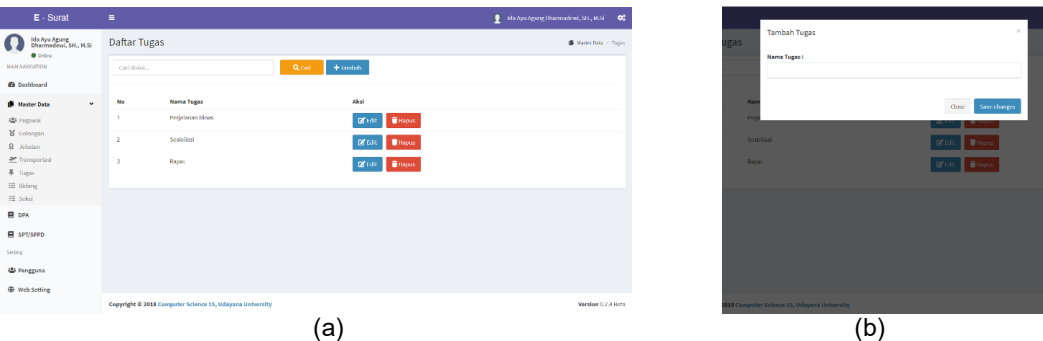 E - Surat
Ida Ayu Agung Dharmadewi, SH., M.Si
Ida Ayu Agung
Dharmadewi, SH., M.Si
Online
MAIN NAVIGATION
Dashboard
Master Data
Pegawai
Golongan
Jabatan
Transportasi
Tugas
Bidang
Seksi
DPA
SPT/SPPD
Setting
Pengguna
Web Setting
Daftar Tugas
Master Data
Tugas
Cari disini...
Cari
Tambah
No Nama Tugas Aksi
1 Perjalanan Dinas Edit Hapus
2 Sosialisasi Edit Hapus
3 Rapat Edit Hapus
Copyright © 2018 Computer Science 15, Udayana University
Version 0.2.4 Beta
(a)
Tambah Tugas
×
Nama Tugas :
Close
Save changes
ugas
Nam
Perja
Sosialisasi
Edit Hapus
Rapat
Edit Hapus
2018 Computer Science 15, Udayana University
(b)